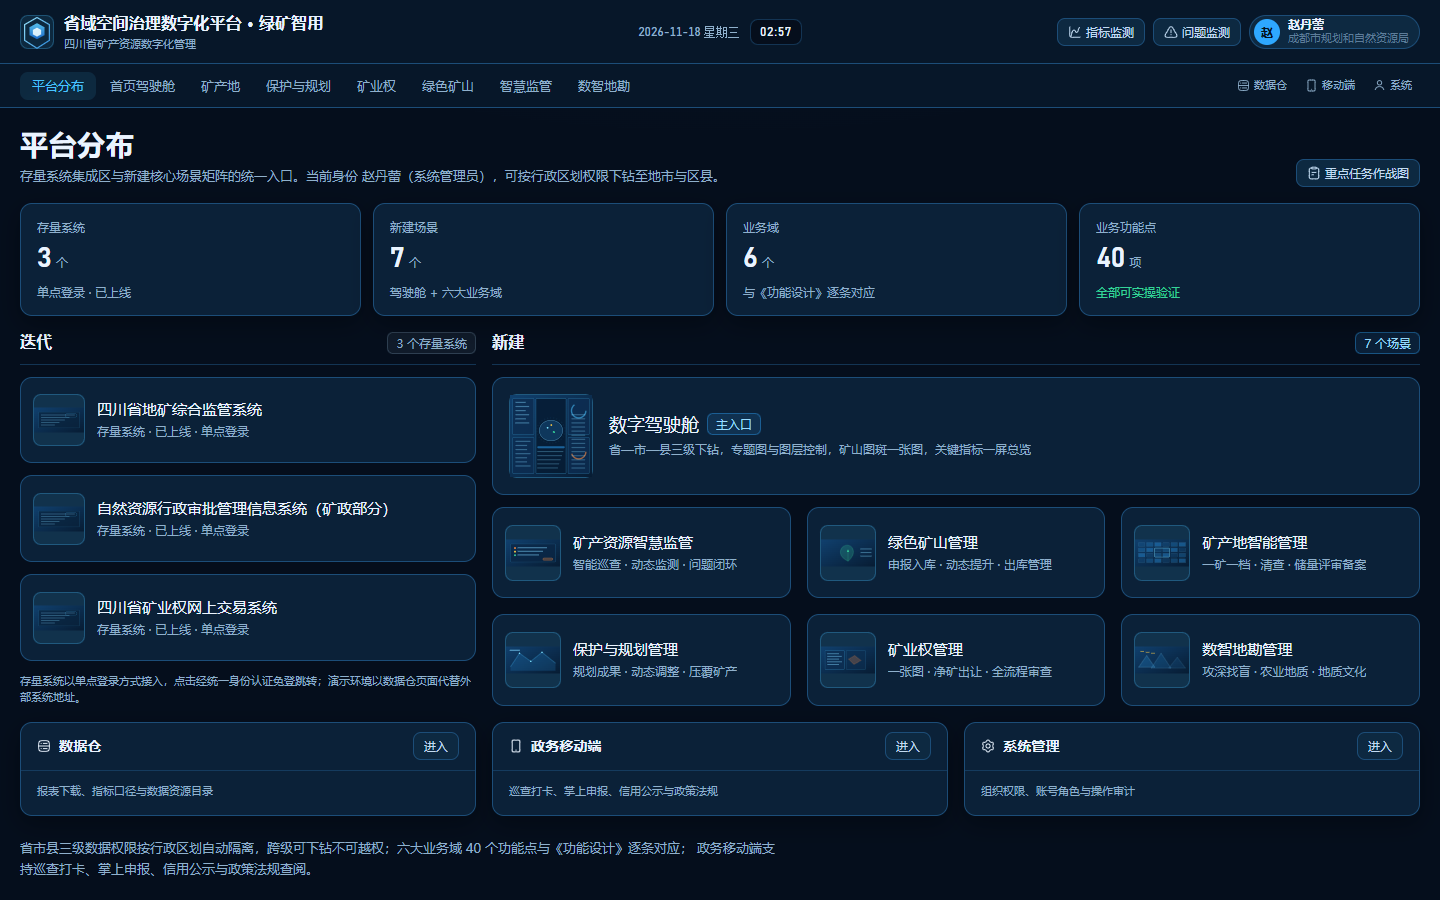 省域空间治理数字化平台 • 绿矿智用
四川省矿产资源数字化管理
2026-11-18 星期三
02:57
指标监测
问题监测
赵
赵丹蕾
成都市规划和自然资源局
平台分布
首页驾驶舱
矿产地
保护与规划
矿业权
绿色矿山
智慧监管
数智地勘
数据仓
移动端
系统
平台分布
存量系统集成区与新建核心场景矩阵的统一入口。当前身份 赵丹蕾（系统管理员），可按行政区划权限下钻至地市与区县。
重点任务作战图
存量系统
3 个
单点登录 · 已上线
新建场景
7 个
驾驶舱 + 六大业务域
业务域
6 个
与《功能设计》逐条对应
业务功能点
40 项
全部可实操验证
迭代
3 个存量系统
四川省地矿综合监管系统
存量系统 · 已上线 · 单点登录
自然资源行政审批管理信息系统（矿政部分）
存量系统 · 已上线 · 单点登录
四川省矿业权网上交易系统
存量系统 · 已上线 · 单点登录
存量系统以单点登录方式接入，点击经统一身份认证免登跳转；演示环境以数据仓页面代替外
部系统地址。
新建
7 个场景
数字驾驶舱
主入口
省—市—县三级下钻，专题图与图层控制，矿山图斑一张图，关键指标一屏总览
矿产资源智慧监管
智能巡查 · 动态监测 · 问题闭环
绿色矿山管理
申报入库 · 动态提升 · 出库管理
矿产地智能管理
一矿一档 · 清查 · 储量评审备案
保护与规划管理
规划成果 · 动态调整 · 压覆矿产
矿业权管理
一张图 · 净矿出让 · 全流程审查
数智地勘管理
攻深找盲 · 农业地质 · 地质文化
数据仓
进入
报表下载、指标口径与数据资源目录
政务移动端
进入
巡查打卡、掌上申报、信用公示与政策法规
系统管理
进入
组织权限、账号角色与操作审计
省市县三级数据权限按行政区划自动隔离，跨级可下钻不可越权；六大业务域 40 个功能点与《功能设计》逐条对应； 政务移动端支
持巡查打卡、掌上申报、信用公示与政策法规查阅。